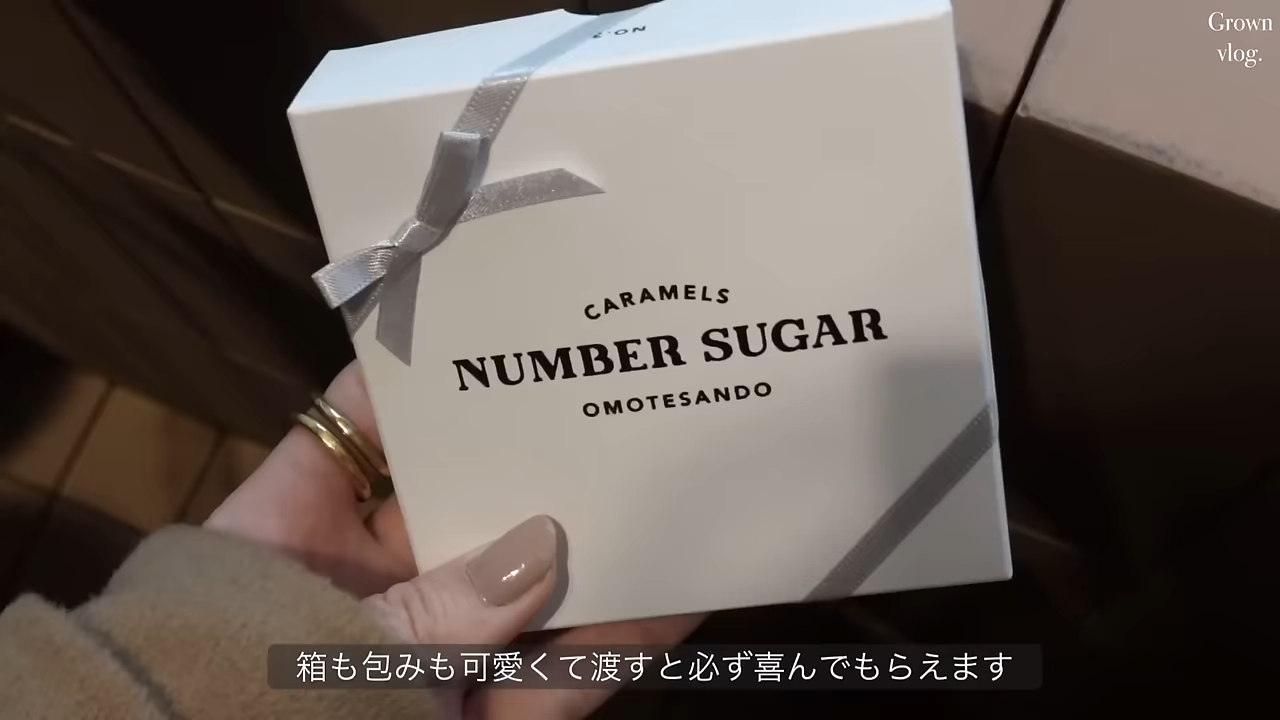 Grown
vlog.
CARAMELS
NUMBER SUGAR
OMOTESANDO
箱も包みも可愛くて渡すと必ず喜んでもらえます